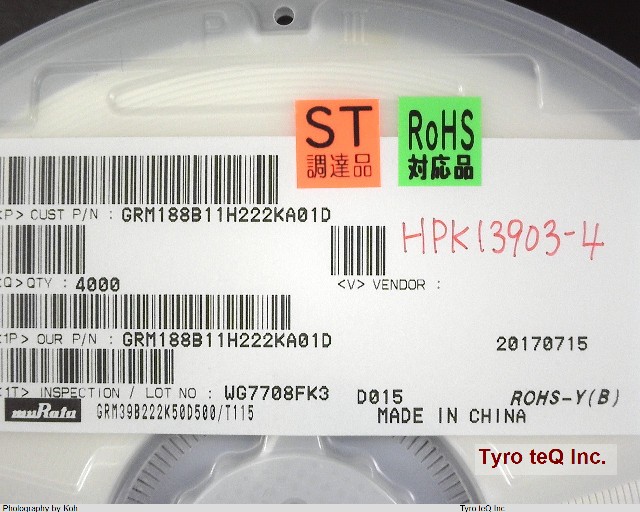 ST
調達品
RoHS
対応品
<P> CUST P/N : GRM188B11H222KA01D
HPK13903-4
<Q>QTY : 4000
<V> VENDOR :
<1P> OUR P/N : GRM188B11H222KA01D
20170715
<1T> INSPECTION / LOT NO : WG7708FK3 D015 ROHS-Y(B)
muRata GRM39B222K50D500/T115 MADE IN CHINA
Tyro teQ Inc.
Photography by Koh
Tyro teQ Inc